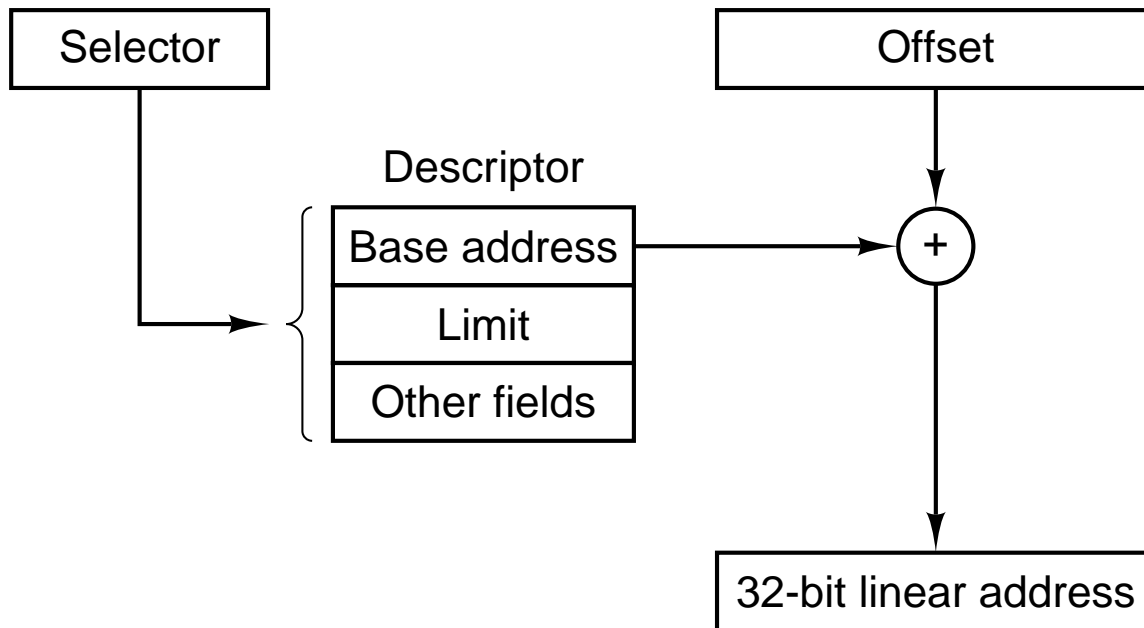 Selector
Offset
Descriptor
Base address
+
Limit
Other fields
32-bit linear address